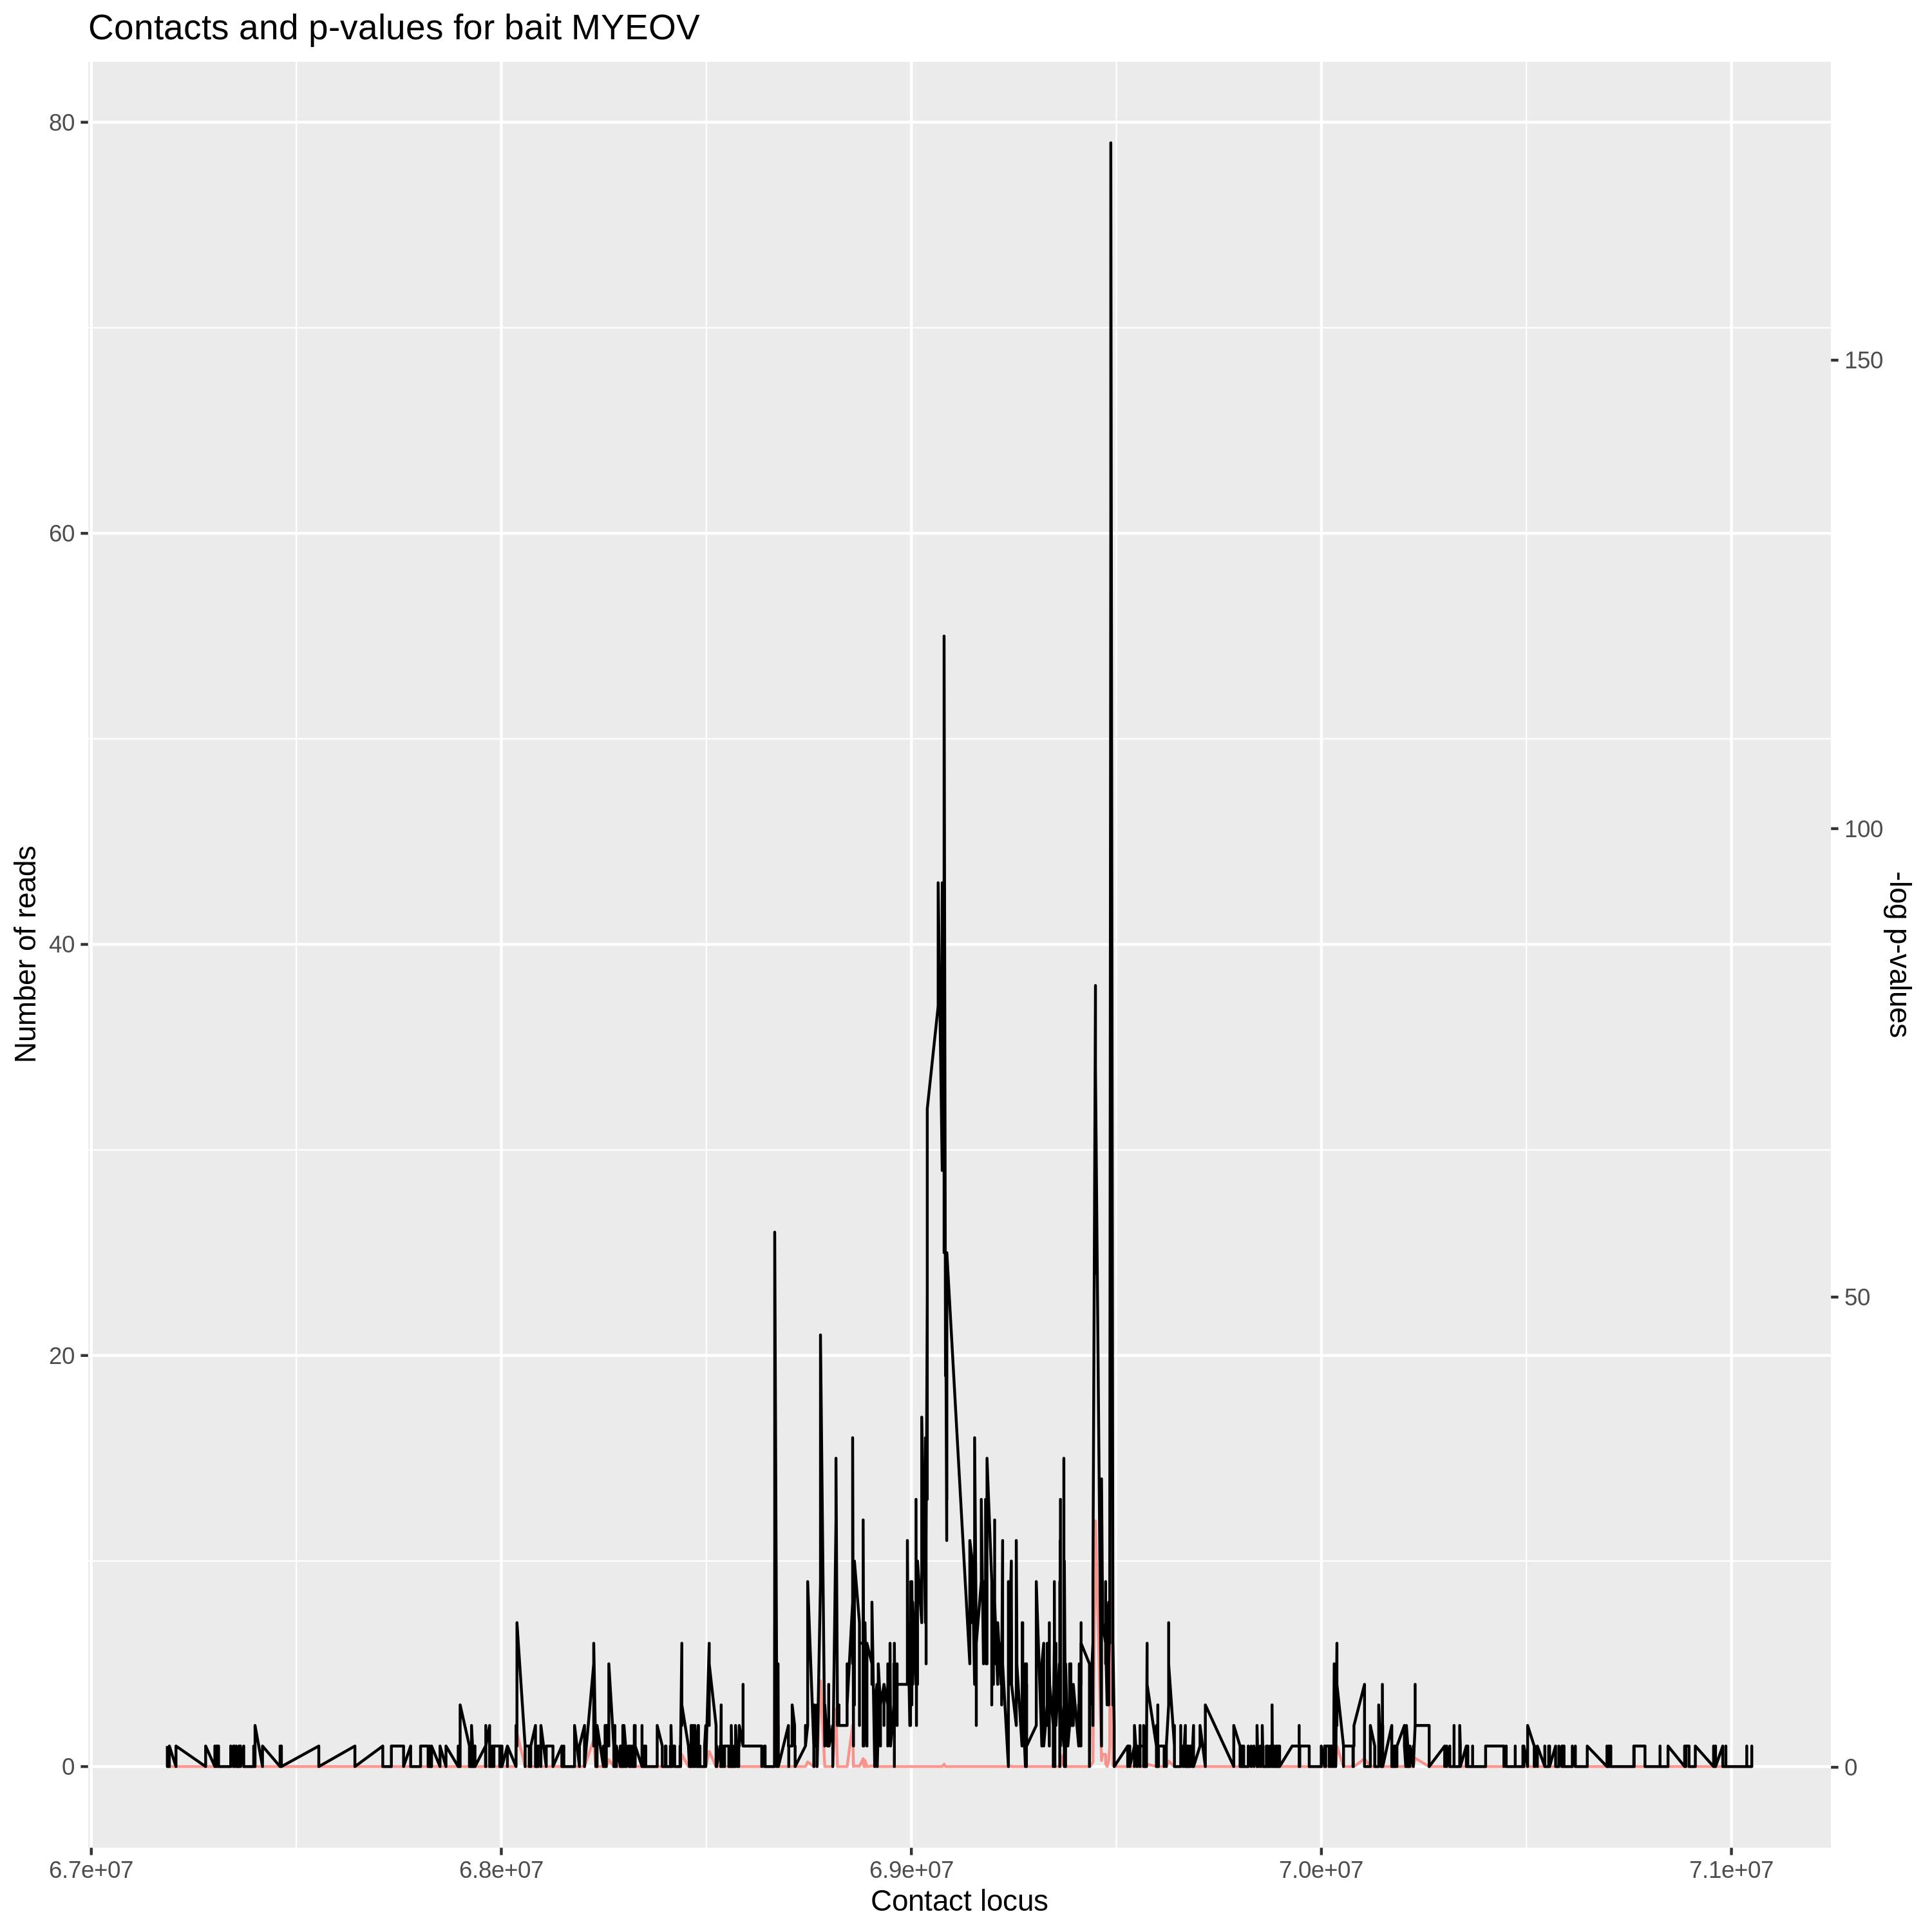 Contacts and p-values for bait MYEOV
80
60
40
20
0
Number of reads
150
100
50
0
-log p-values
6.7e+07 6.8e+07 6.9e+07 7.0e+07 7.1e+07
Contact locus